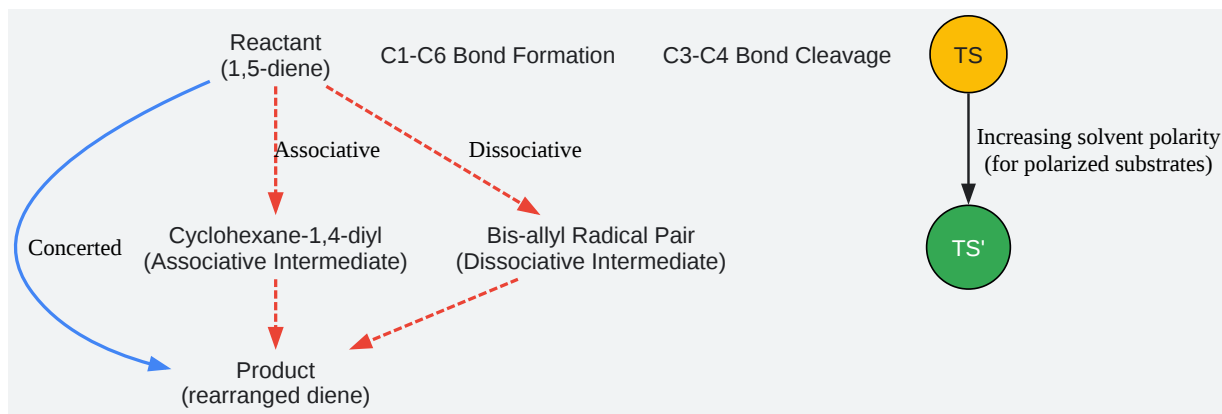 Reactant
(1,5-diene)
C1-C6 Bond Formation
C3-C4 Bond Cleavage
TS
Associative
Dissociative
Increasing solvent polarity
(for polarized substrates)
Concerted
Cyclohexane-1,4-diyl
(Associative Intermediate)
Bis-allyl Radical Pair
(Dissociative Intermediate)
TS'
Product
(rearranged diene)